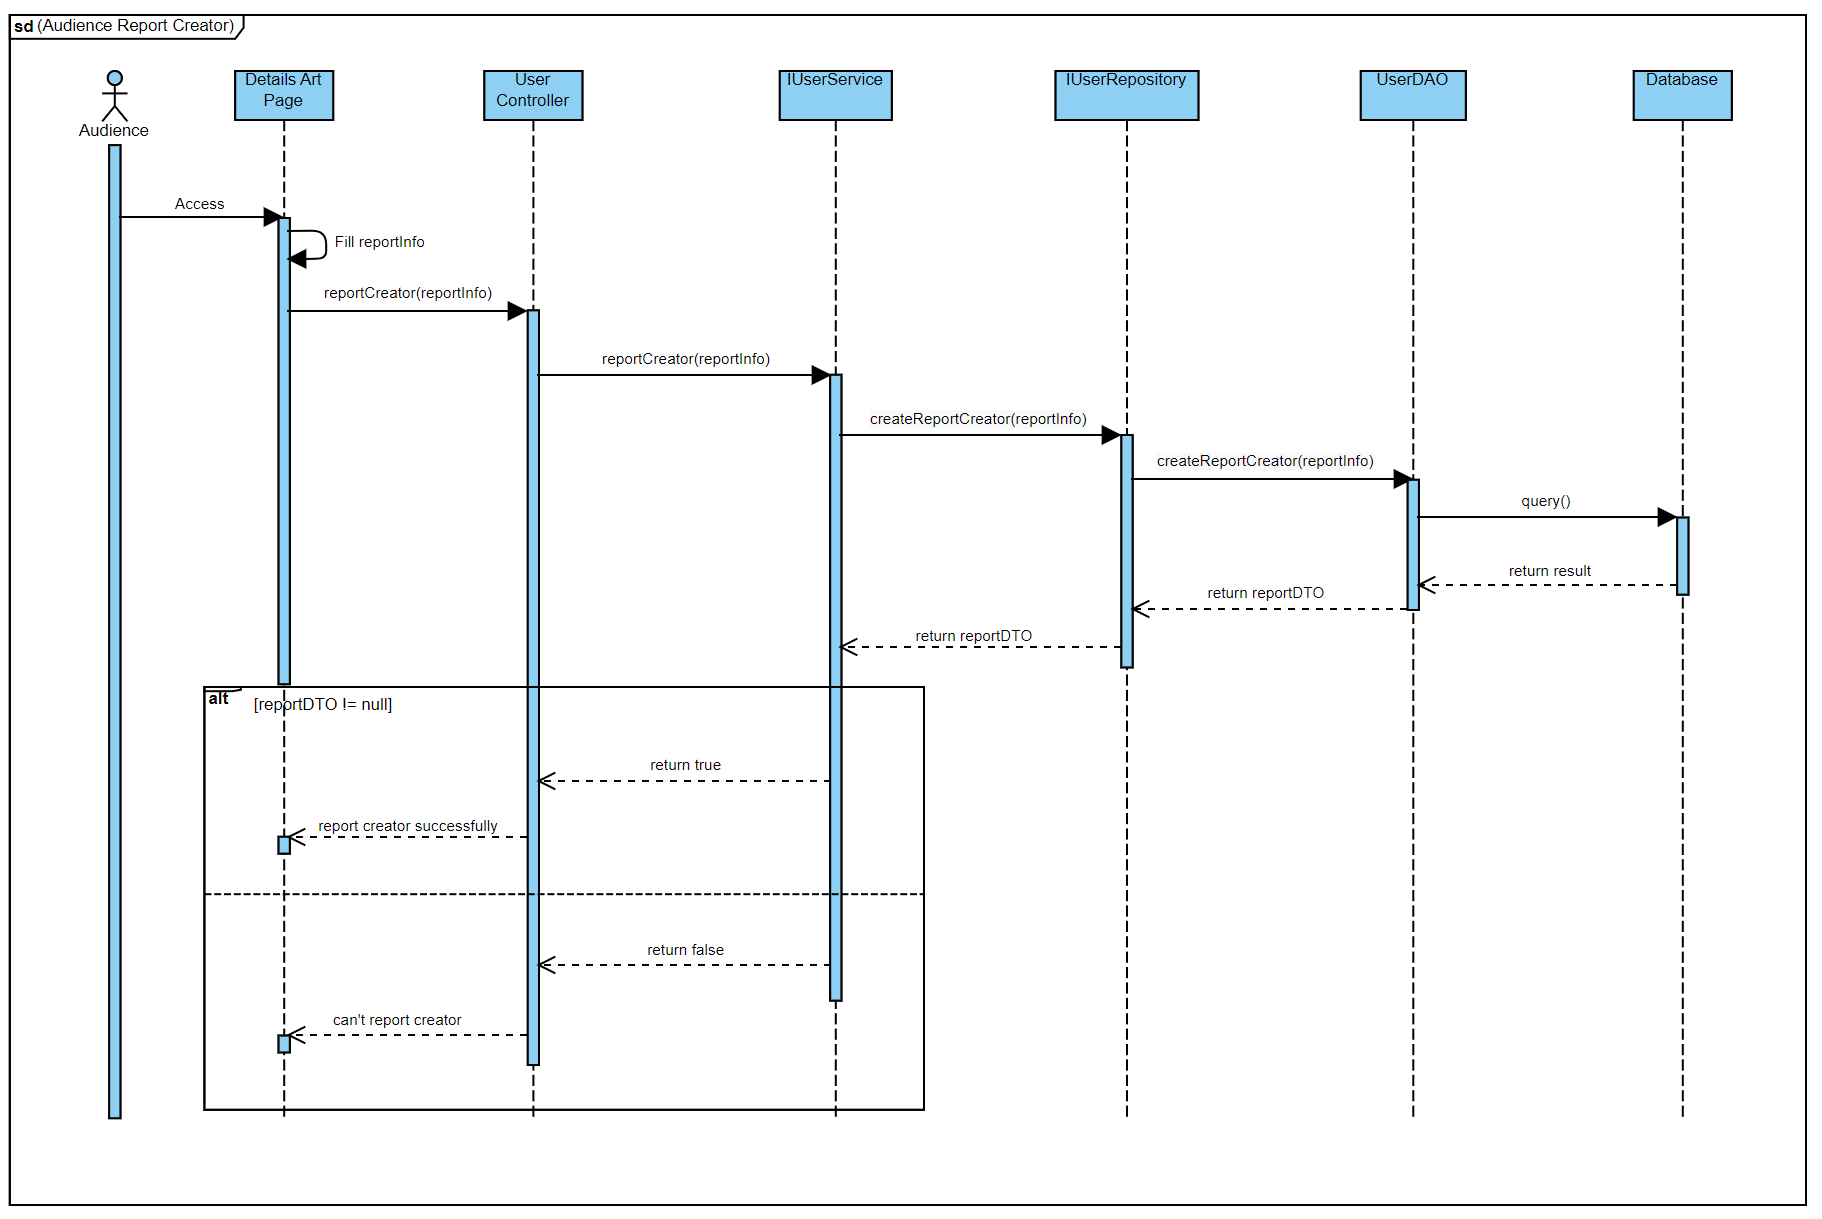 sd (Audience Report Creator)
Audience
Details Art
Page
User
Controller
IUserService
IUserRepository
UserDAO
Database
Access
Fill reportInfo
reportCreator(reportInfo)
reportCreator(reportInfo)
createReportCreator(reportInfo)
createReportCreator(reportInfo)
query()
return result
return reportDTO
return reportDTO
alt
[reportDTO != null]
return true
report creator successfully
return false
can't report creator